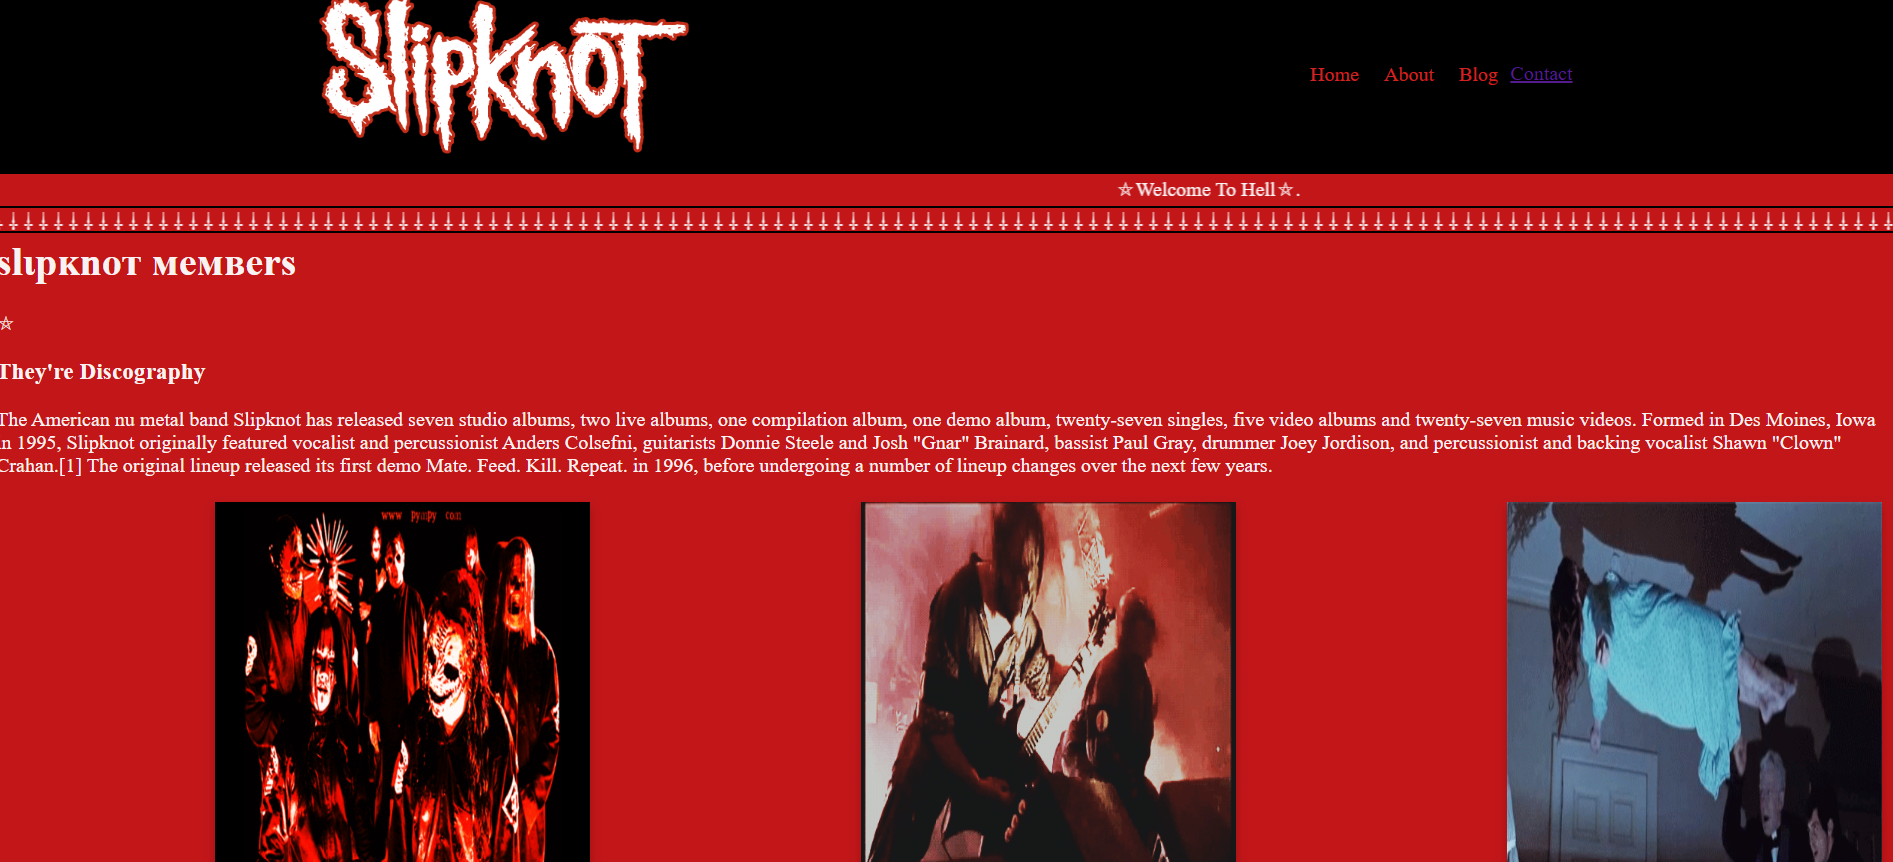 SlipknoT
Home About Blog Contact
⛧Welcome To Hell⛧.
slιpĸnoт мeмвerѕ
⛧
They're Discography
The American nu metal band Slipknot has released seven studio albums, two live albums, one compilation album, one demo album, twenty-seven singles, five video albums and twenty-seven music videos. Formed in Des Moines, Iowa
in 1995, Slipknot originally featured vocalist and percussionist Anders Colsefni, guitarists Donnie Steele and Josh "Gnar" Brainard, bassist Paul Gray, drummer Joey Jordison, and percussionist and backing vocalist Shawn "Clown"
Crahan.[1] The original lineup released its first demo Mate. Feed. Kill. Repeat. in 1996, before undergoing a number of lineup changes over the next few years.
www pympy com